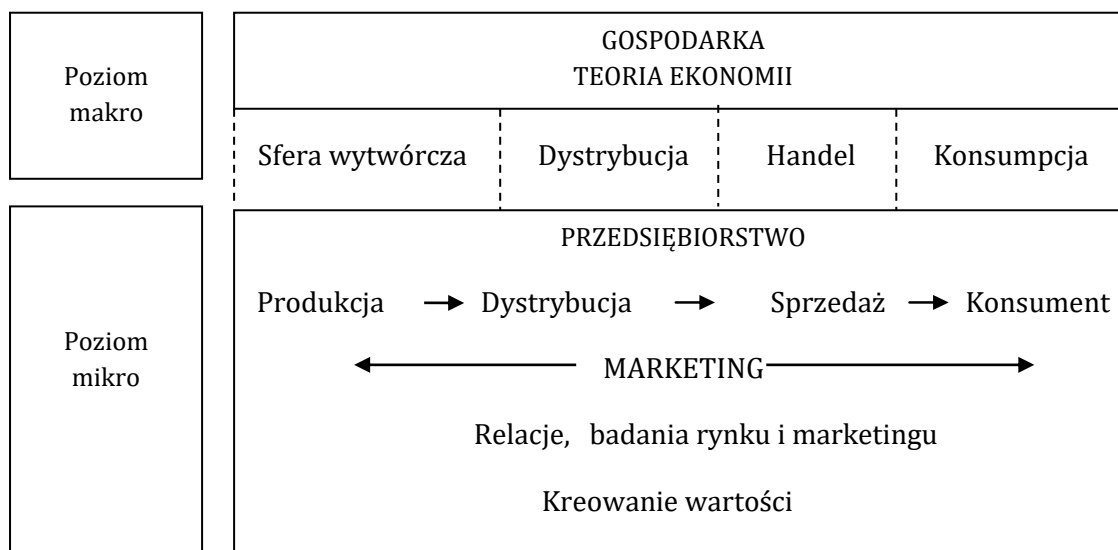 Poziom
makro
GOSPODARKA
TEORIA EKONOMII
Sfera wytwórcza Dystrybucja Handel Konsumpcja
Poziom
mikro
PRZEDSIĘBIORSTWO
Produkcja Dystrybucja Sprzedaż Konsument
MARKETING
Relacje, badania rynku i marketingu
Kreowanie wartości